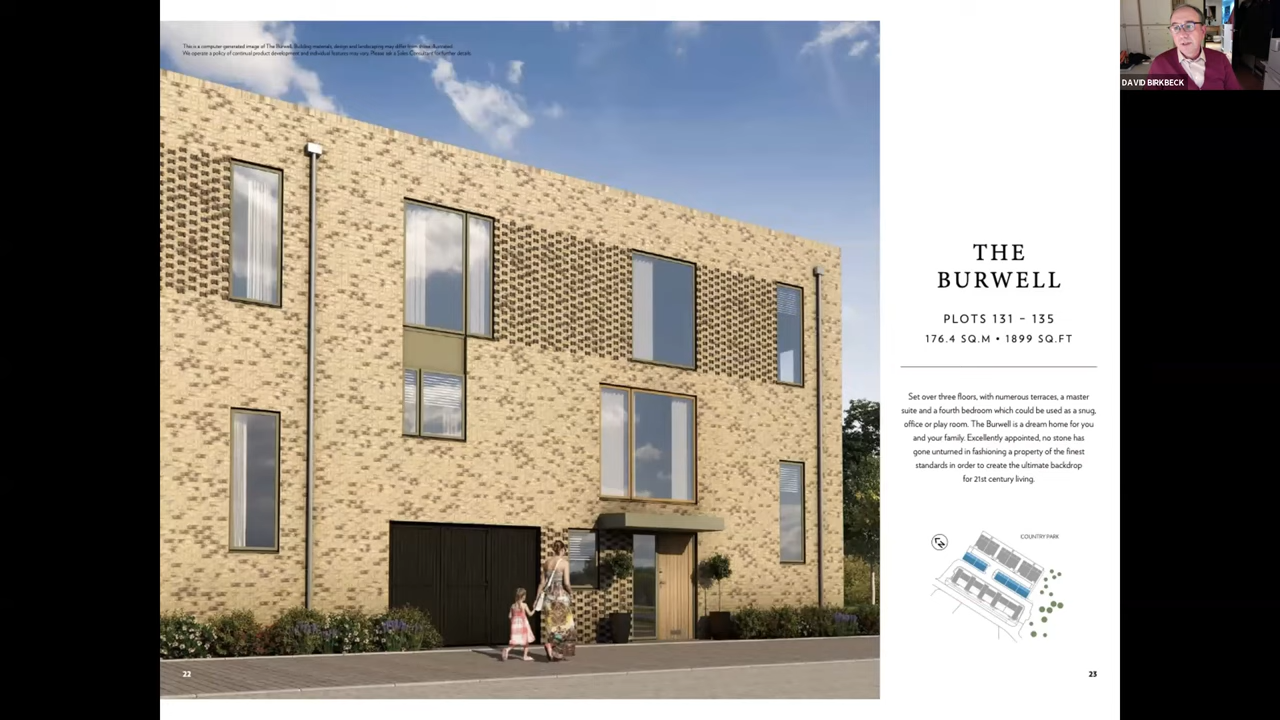 This is a computer generated image of The Burwell. Building materials, design and landscaping may differ from those illustrated.
We operate a policy of continual product development and individual features may vary. Please ask a Sales Consultant for further details.
DAVID BIRKBECK
THE
BURWELL
PLOTS 131 – 135
176.4 SQ.M • 1899 SQ.FT
Set over three floors, with numerous terraces, a master
suite and a fourth bedroom which could be used as a snug,
office or play room. The Burwell is a dream home for you
and your family. Excellently appointed, no stone has
gone unturned in fashioning a property of the finest
standards in order to create the ultimate backdrop
for 21st century living.
N
COUNTRY PARK
22
23